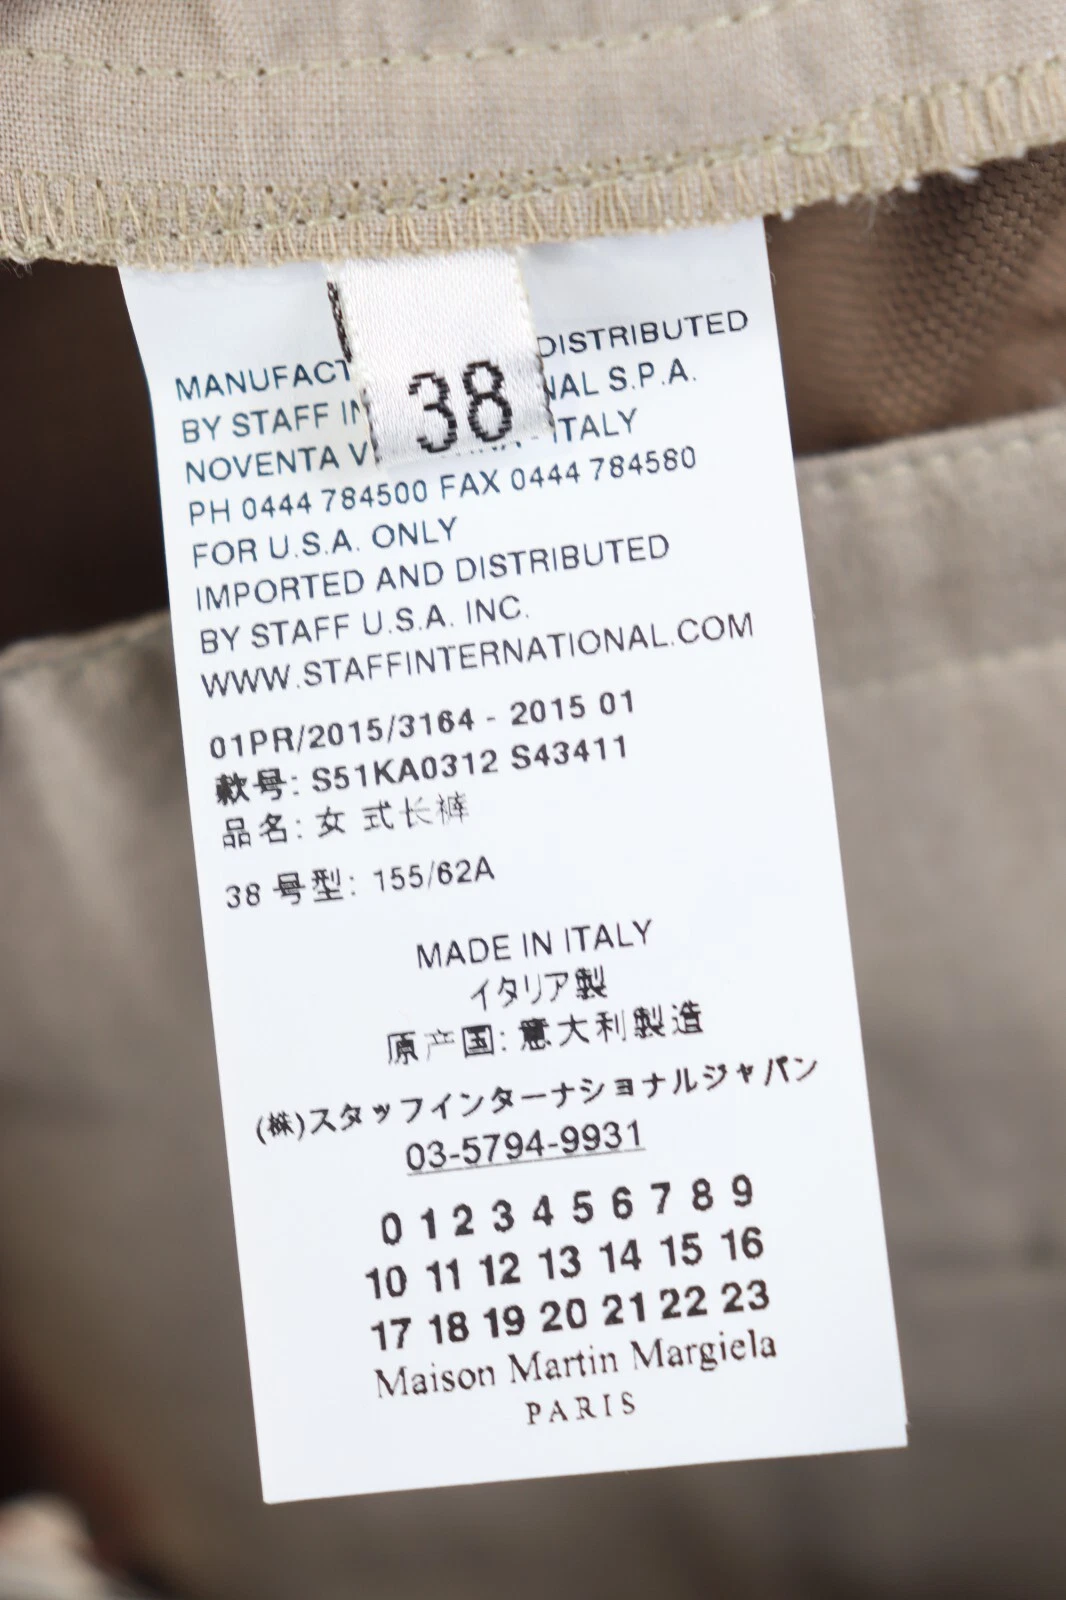 38
MANUFACT DISTRIBUTED
BY STAFF IN NAL S.P.A.
NOVENTA V - ITALY
PH 0444 784500 FAX 0444 784580
FOR U.S.A. ONLY
IMPORTED AND DISTRIBUTED
BY STAFF U.S.A. INC.
WWW.STAFFINTERNATIONAL.COM
01PR/2015/3164 - 2015 01
款号: S51KA0312 S43411
品名: 女 式长裤
38 号型: 155/62A
MADE IN ITALY
イタリア製
原产国: 意大利製造
(株)スタッフインターナショナルジャパン
03-5794-9931
0 1 2 3 4 5 6 7 8 9
10 11 12 13 14 15 16
17 18 19 20 21 22 23
Maison Martin Margiela
PARIS